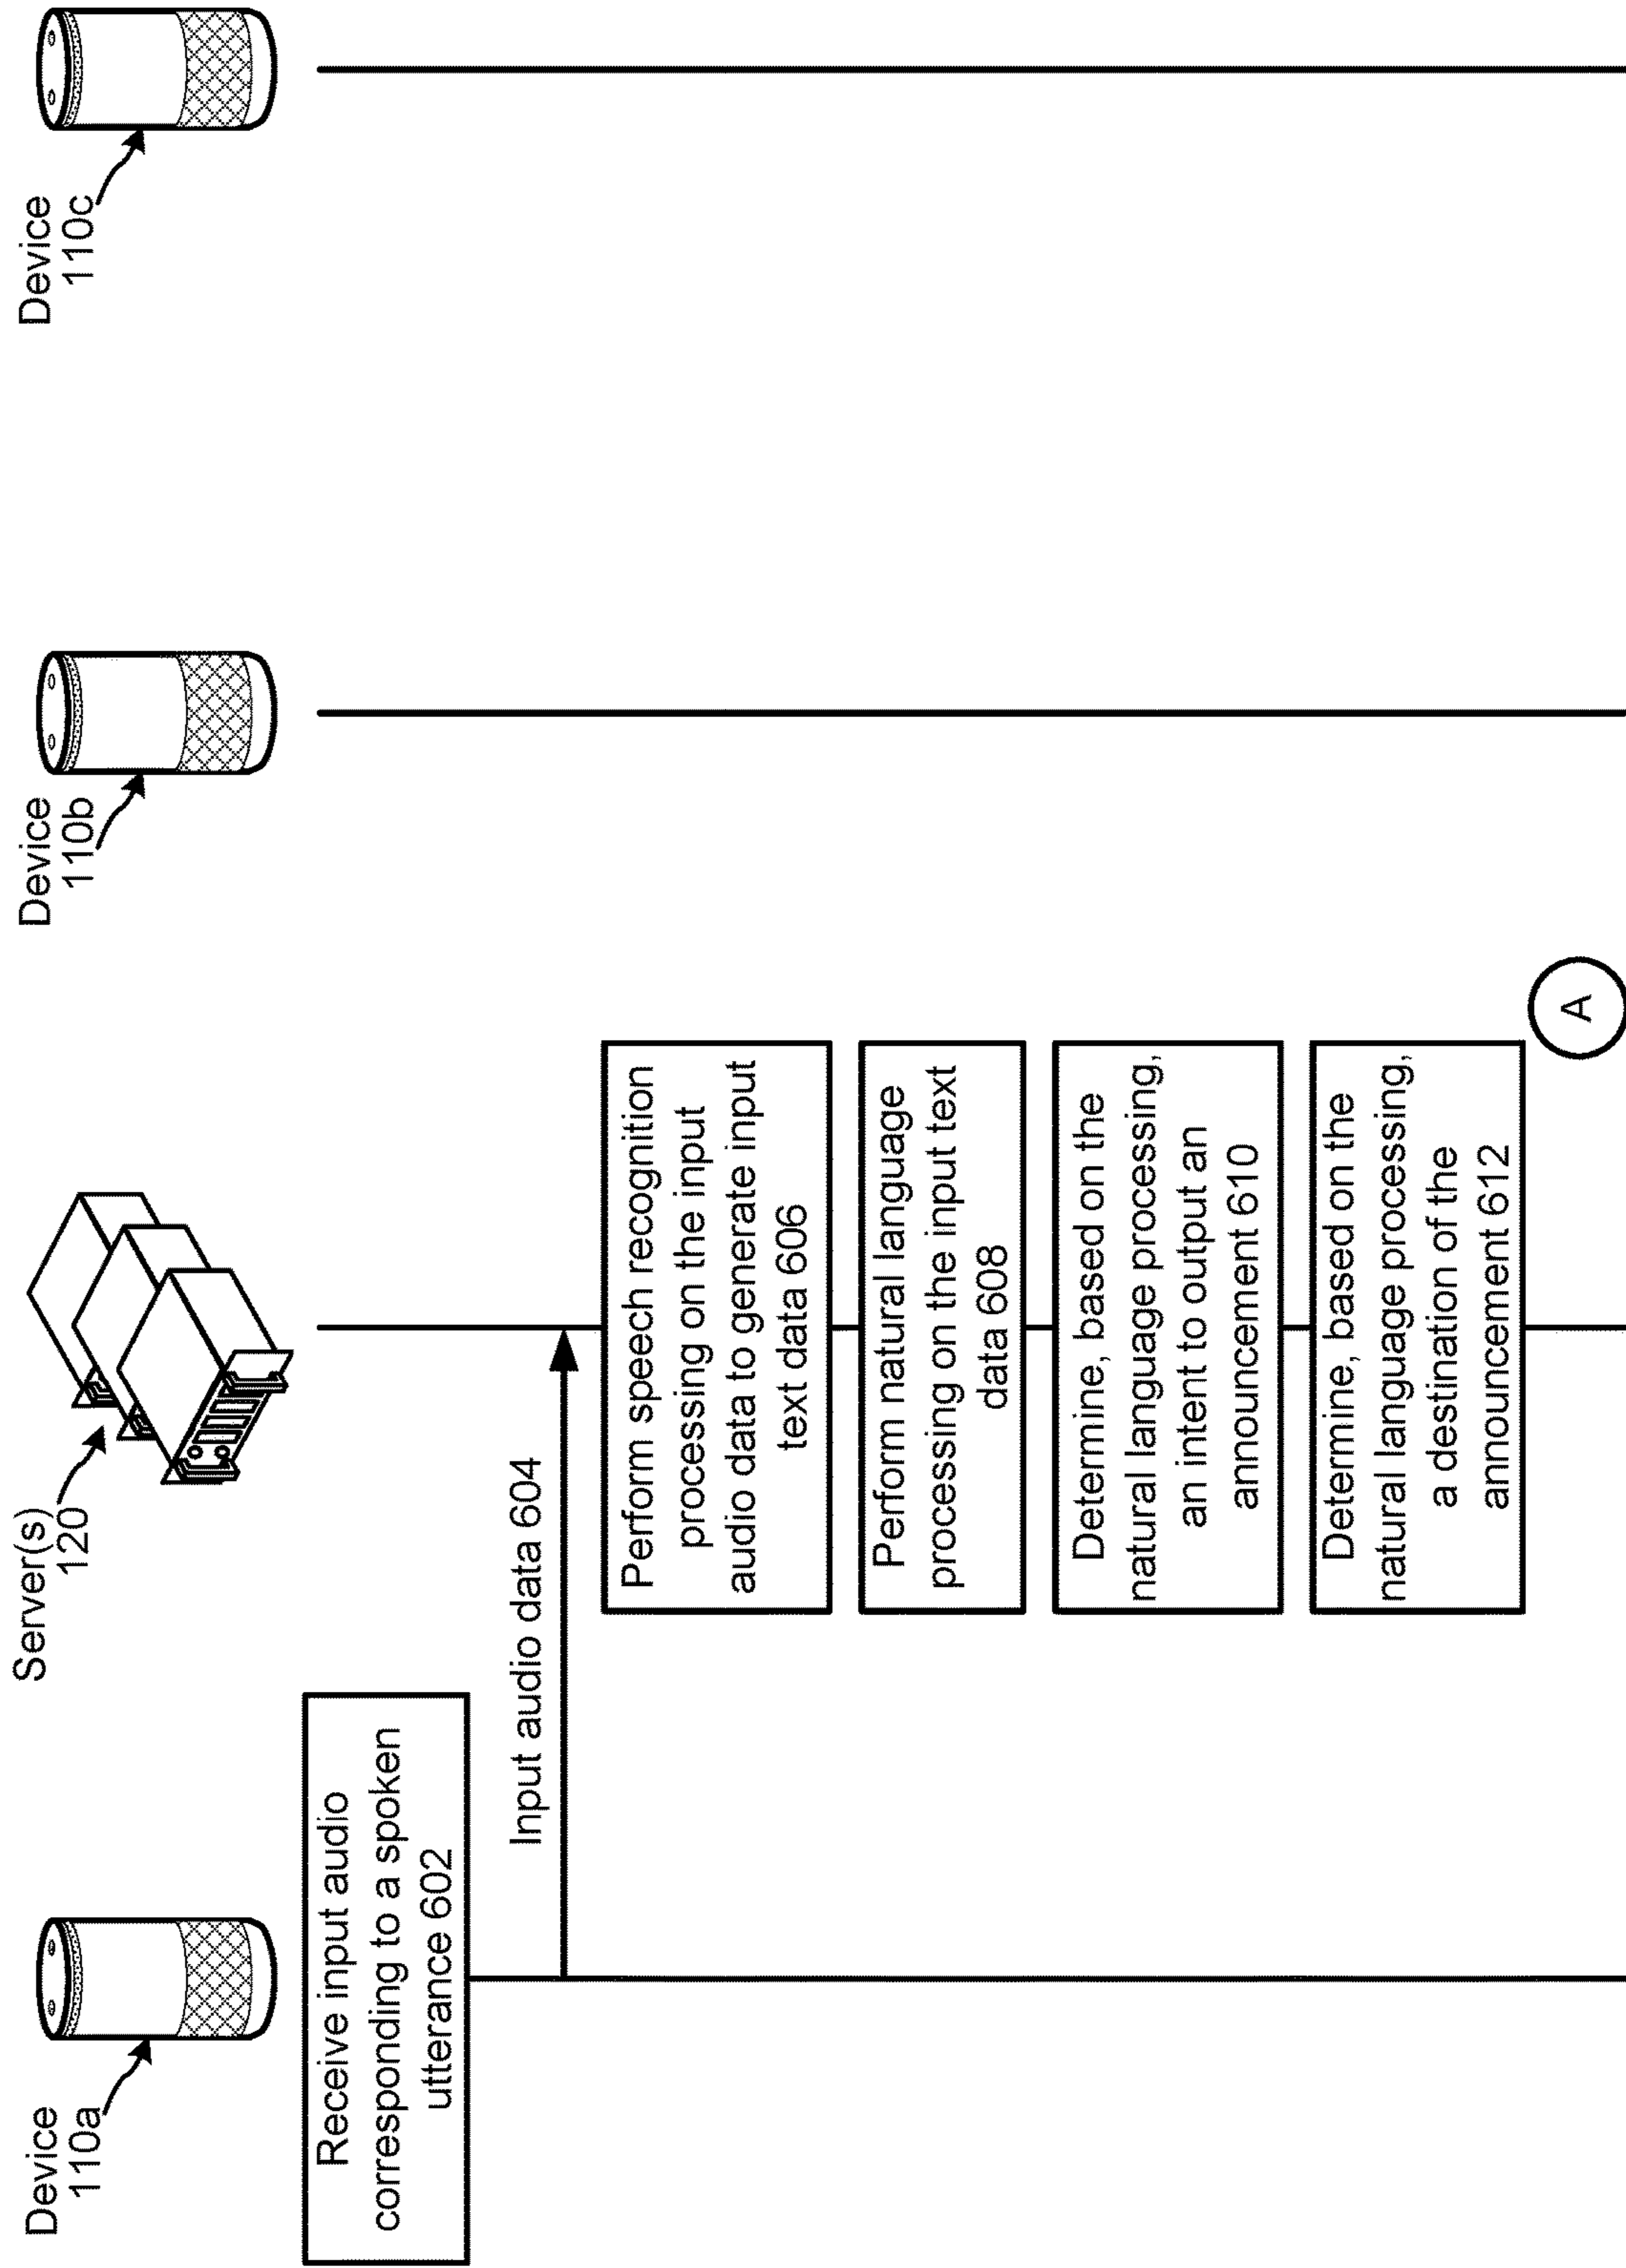 Device
110a
Server(s)
120
Device
110b
Device
110c
Receive input audio
corresponding to a spoken
utterance 602
Input audio data 604
Perform speech recognition
processing on the input
audio data to generate input
text data 606
Perform natural language
processing on the input text
data 608
Determine, based on the
natural language processing,
an intent to output an
announcement 610
Determine, based on the
natural language processing,
a destination of the
announcement 612
A